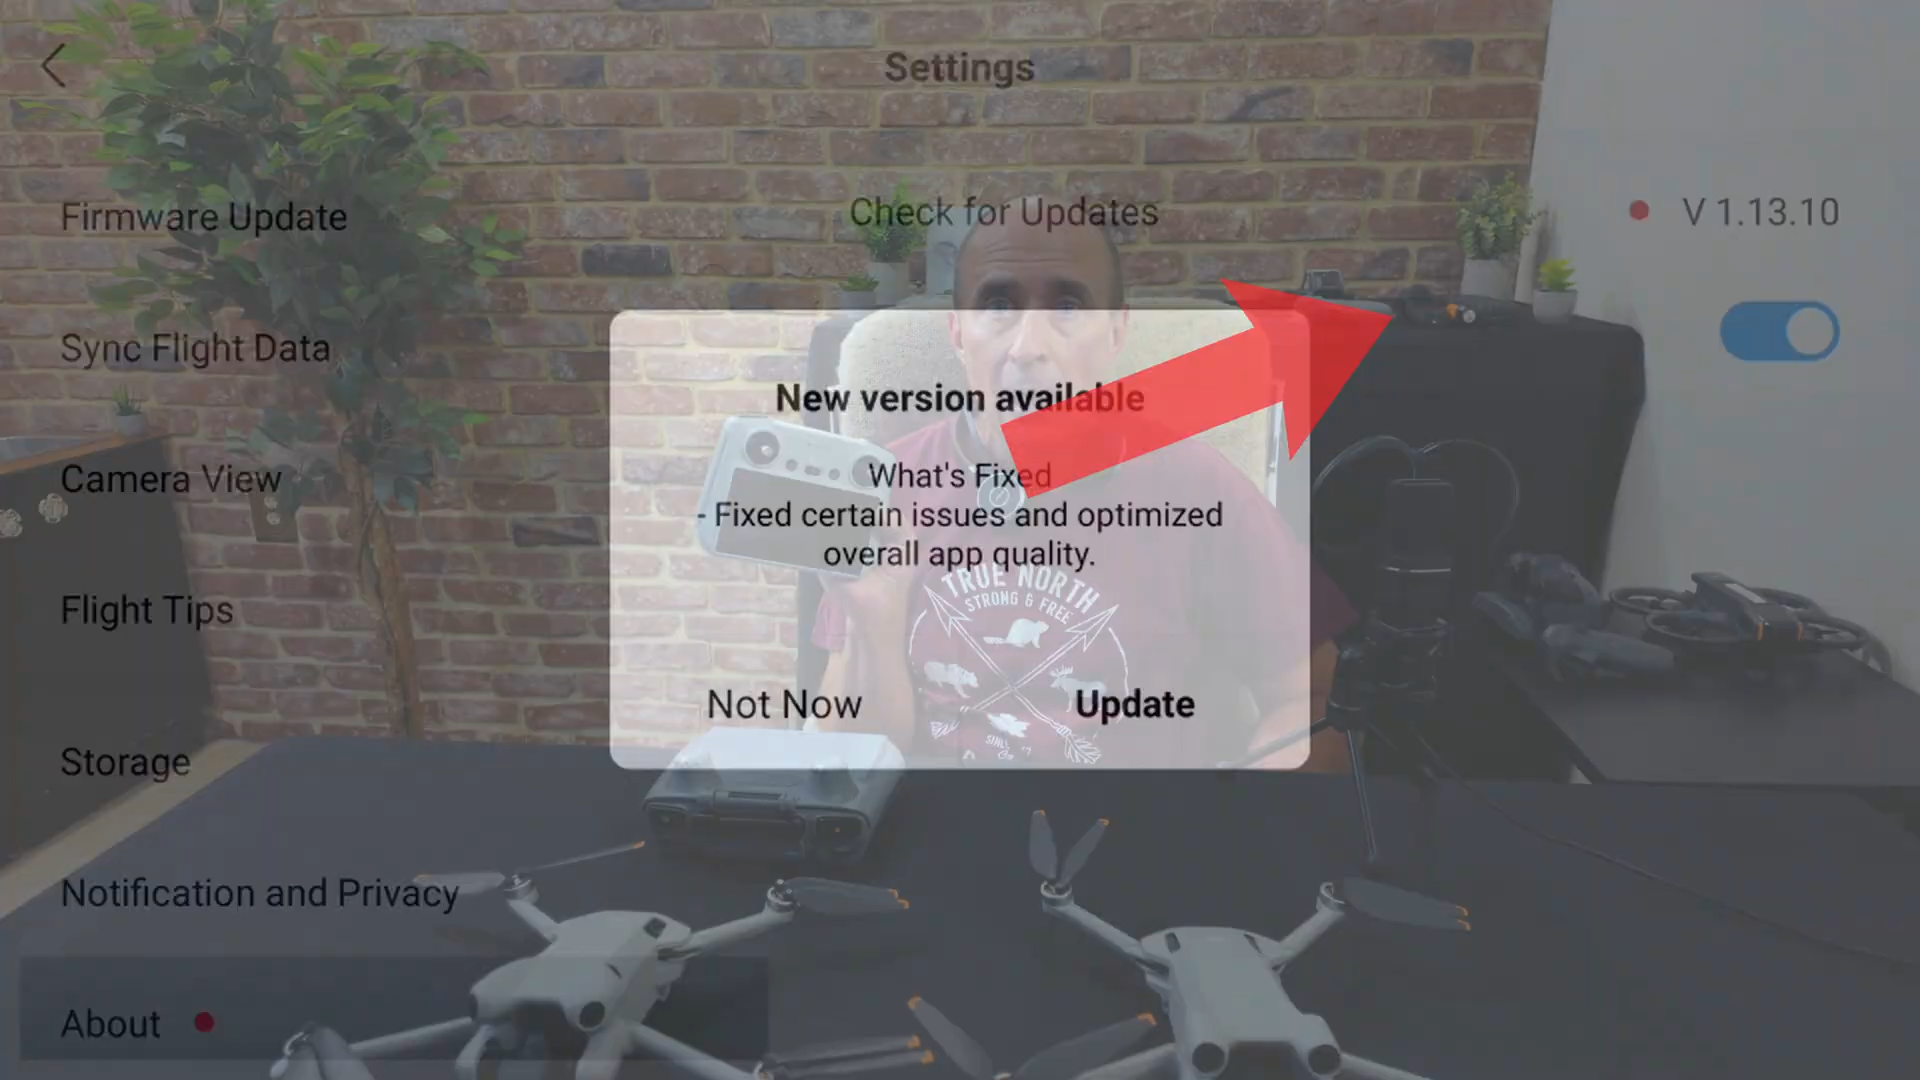 Settings
Firmware Update
Check for Updates
V 1.13.10
Sync Flight Data
New version available
Camera View
What's Fixed
- Fixed certain issues and optimized
overall app quality.
TRUE NORTH
STRONG & FREE
Flight Tips
Not Now
Update
Storage
Notification and Privacy
About